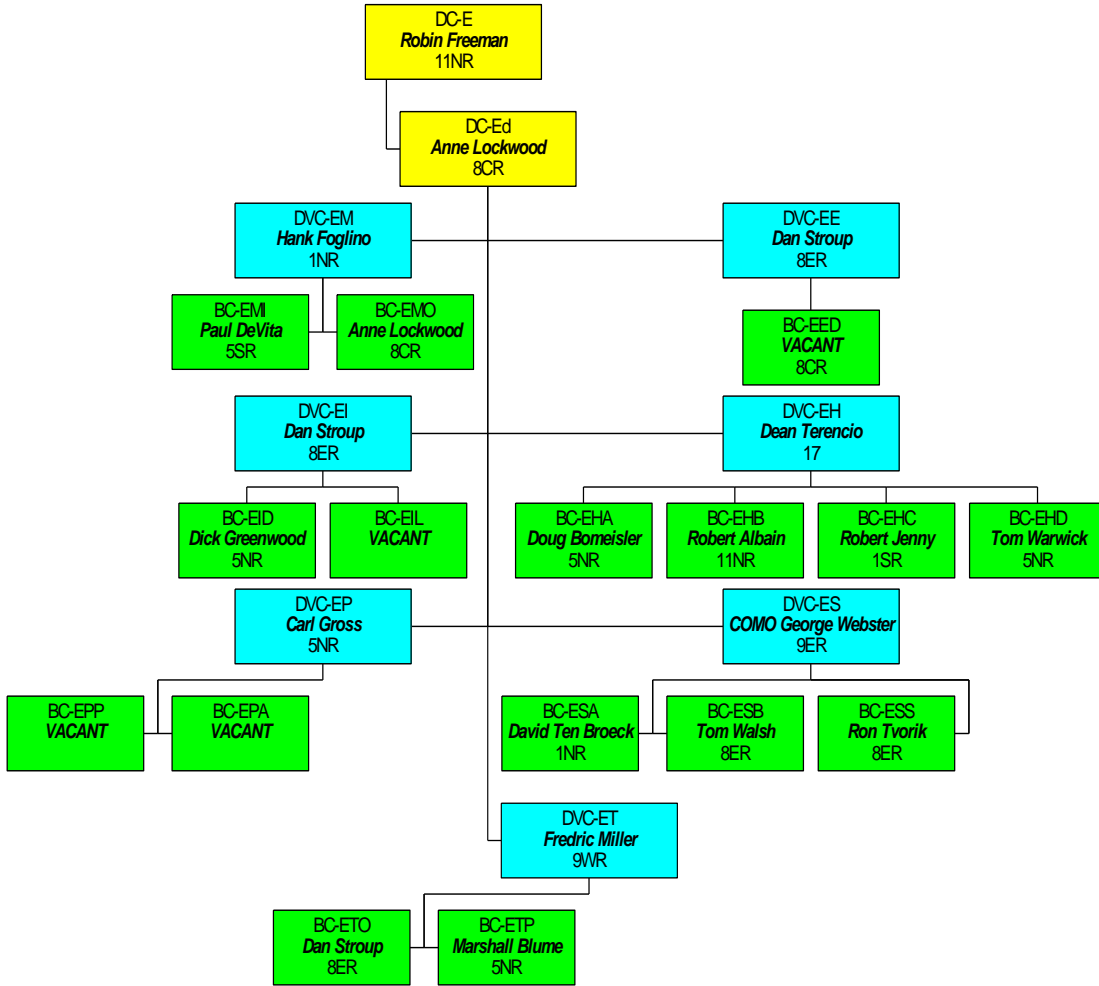 DC-E
Robin Freeman
11NR
DC-Ed
Anne Lockwood
8CR
DVC-EM
Hank Foglino
1NR
DVC-EE
Dan Stroup
8ER
BC-EMI
Paul DeVita
5SR
BC-EMO
Anne Lockwood
8CR
BC-EED
VACANT
8CR
DVC-EI
Dan Stroup
8ER
DVC-EH
Dean Terencio
17
BC-EID
Dick Greenwood
5NR
BC-EIL
VACANT
BC-EHA
Doug Bomeisler
5NR
BC-EHB
Robert Albain
11NR
BC-EHC
Robert Jenny
1SR
BC-EHD
Tom Warwick
5NR
DVC-EP
Carl Gross
5NR
DVC-ES
COMO George Webster
9ER
BC-EPP
VACANT
BC-EPA
VACANT
BC-ESA
David Ten Broeck
1NR
BC-ESB
Tom Walsh
8ER
BC-ESS
Ron Tvorik
8ER
DVC-ET
Fredric Miller
9WR
BC-ETO
Dan Stroup
8ER
BC-ETP
Marshall Blume
5NR